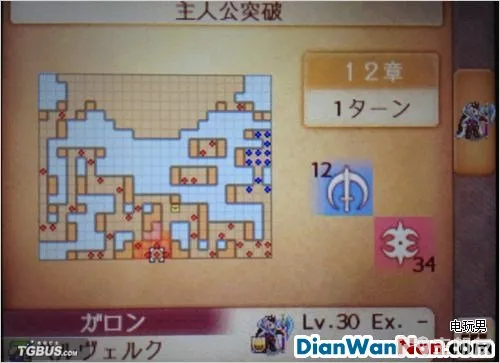 主人公突破
12章
1ターン
12
34
ガロン
Lv.30 Ex. -
ルヴェルク
电玩男
TGBUS.com
DianWanNan.com